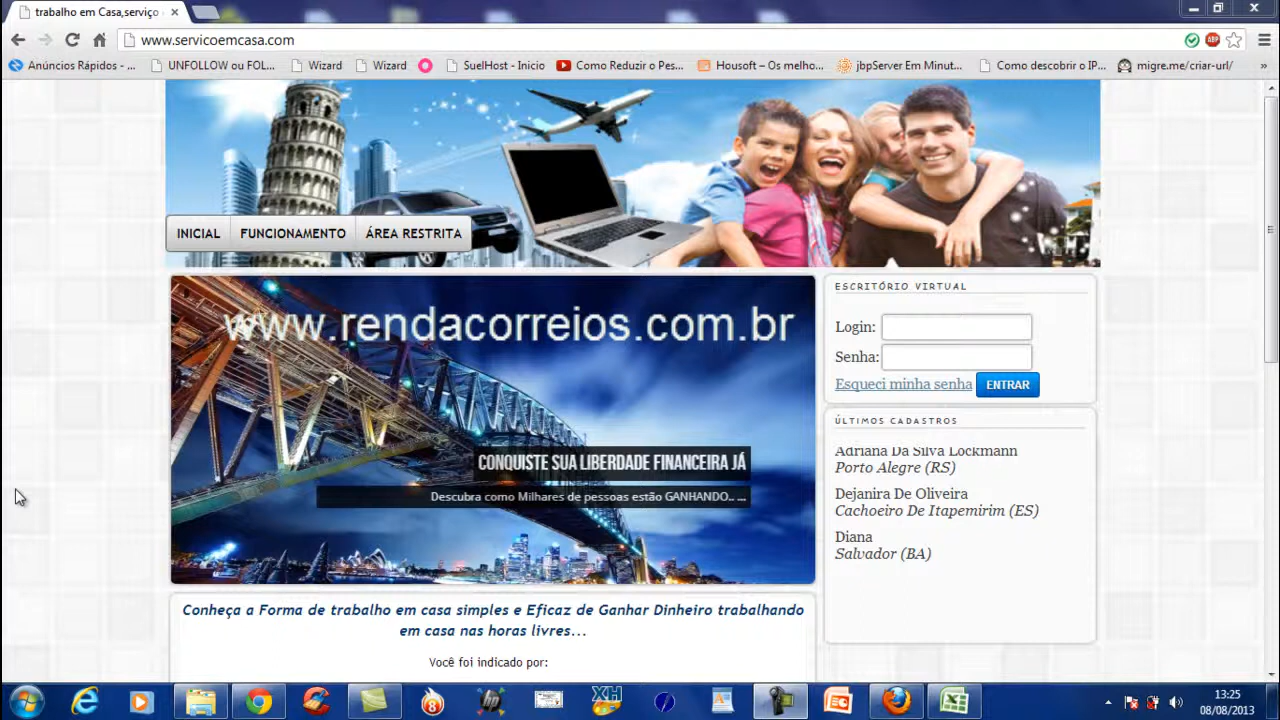 trabalho em Casa,serviço
www.servicoemcasa.com
Anúncios Rápidos - ...
UNFOLLOW ou FOL...
Wizard
Wizard
SuelHost - Inicio
Como Reduzir o Pes...
Housoft – Os melho...
jbpServer Em Minut...
Como descobrir o IP...
migre.me/criar-url/
»
INICIAL
FUNCIONAMENTO
ÁREA RESTRITA
www.rendacorreios.com.br
CONQUISTE SUA LIBERDADE FINANCEIRA JÁ
Descubra como Milhares de pessoas estão GANHANDO.. ...
ESCRITÓRIO VIRTUAL
Login:
Senha:
Esqueci minha senha
ENTRAR
ÚLTIMOS CADASTROS
Adriana Da Silva Lockmann
Porto Alegre (RS)
Dejanira De Oliveira
Cachoeiro De Itapemirim (ES)
Diana
Salvador (BA)
Conheça a Forma de trabalho em casa simples e Eficaz de Ganhar Dinheiro trabalhando
em casa nas horas livres...
Você foi indicado por:
13:25
08/08/2013